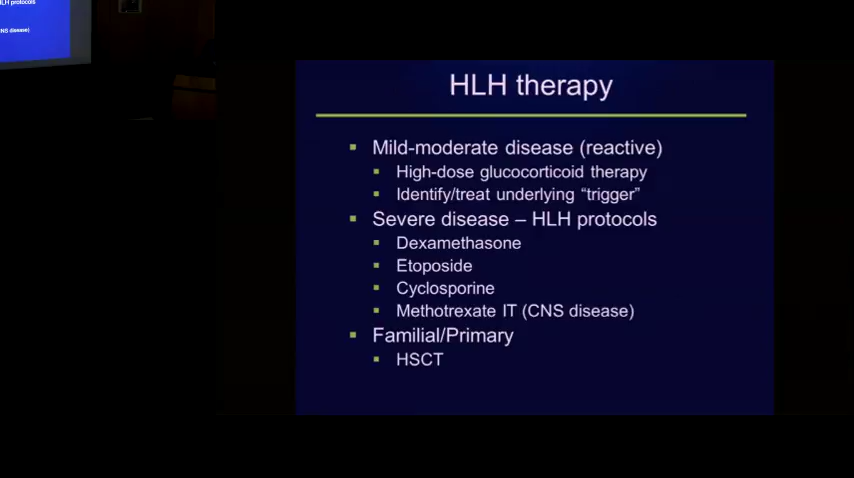 HLH protocols
NS disease)
HLH therapy
Mild-moderate disease (reactive)
High-dose glucocorticoid therapy
Identify/treat underlying “trigger”
Severe disease – HLH protocols
Dexamethasone
Etoposide
Cyclosporine
Methotrexate IT (CNS disease)
Familial/Primary
HSCT